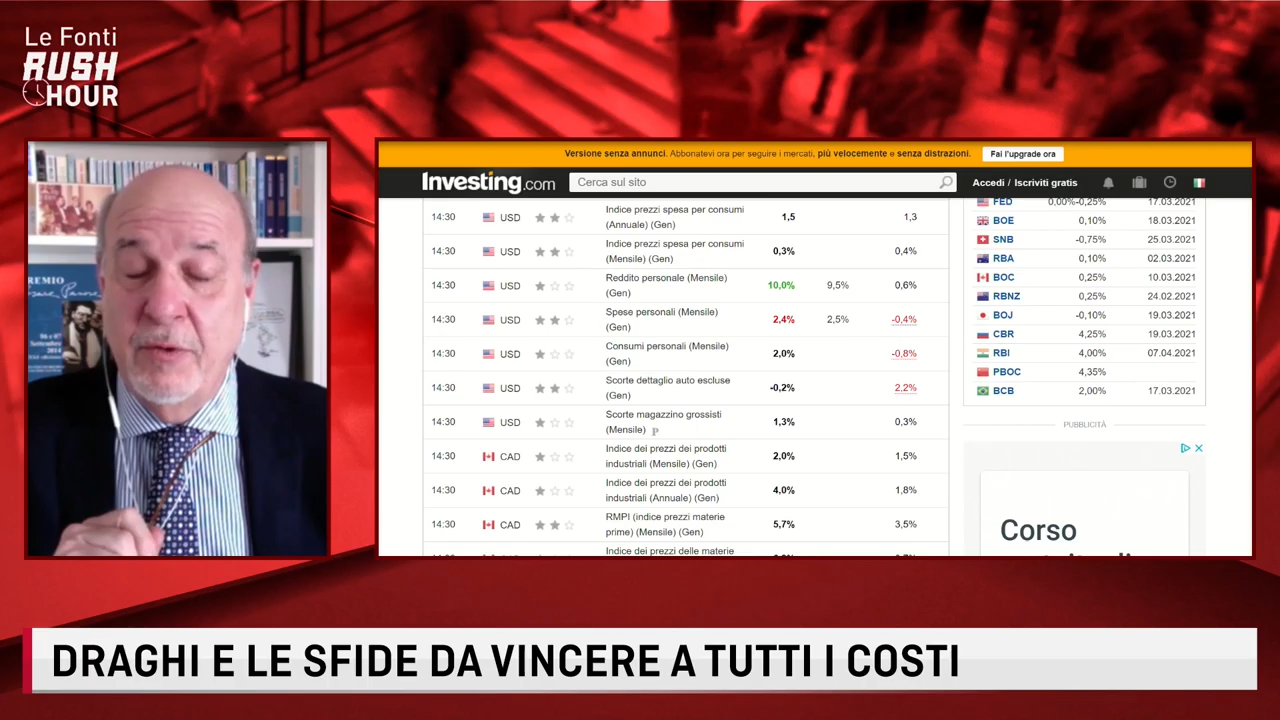 Le Fonti
RUSH
HOUR
Versione senza annunci. Abbonatevi ora per seguire i mercati, più velocemente e senza distrazioni. Fai l'upgrade ora
Investing.com Cerca sul sito Accedi / Iscriviti gratis
14:30 USD Indice prezzi spesa per consumi
(Annuale) (Gen) 1,5 1,3
14:30 USD Indice prezzi spesa per consumi
(Mensile) (Gen) 0,3% 0,4%
14:30 USD Reddito personale (Mensile)
(Gen) 10,0% 9,5% 0,6%
14:30 USD Spese personali (Mensile)
(Gen) 2,4% 2,5% -0,4%
14:30 USD Consumi personali (Mensile)
(Gen) 2,0% -0,8%
14:30 USD Scorte dettaglio auto escluse
(Gen) -0,2% 2,2%
14:30 USD Scorte magazzino grossisti
(Mensile) P 1,3% 0,3%
14:30 CAD Indice dei prezzi dei prodotti
industriali (Mensile) (Gen) 2,0% 1,5%
14:30 CAD Indice dei prezzi dei prodotti
industriali (Annuale) (Gen) 4,0% 1,8%
14:30 CAD RMPI (indice prezzi materie
prime) (Mensile) (Gen) 5,7% 3,5%
Indice dei prezzi delle materie
FED 0,00%-0,25% 17.03.2021
BOE 0,10% 18.03.2021
SNB -0,75% 25.03.2021
RBA 0,10% 02.03.2021
BOC 0,25% 10.03.2021
RBNZ 0,25% 24.02.2021
BOJ -0,10% 19.03.2021
CBR 4,25% 19.03.2021
RBI 4,00% 07.04.2021
PBOC 4,35%
BCB 2,00% 17.03.2021
PUBBLICITÀ
Corso
REMIO
DRAGHI E LE SFIDE DA VINCERE A TUTTI I COSTI